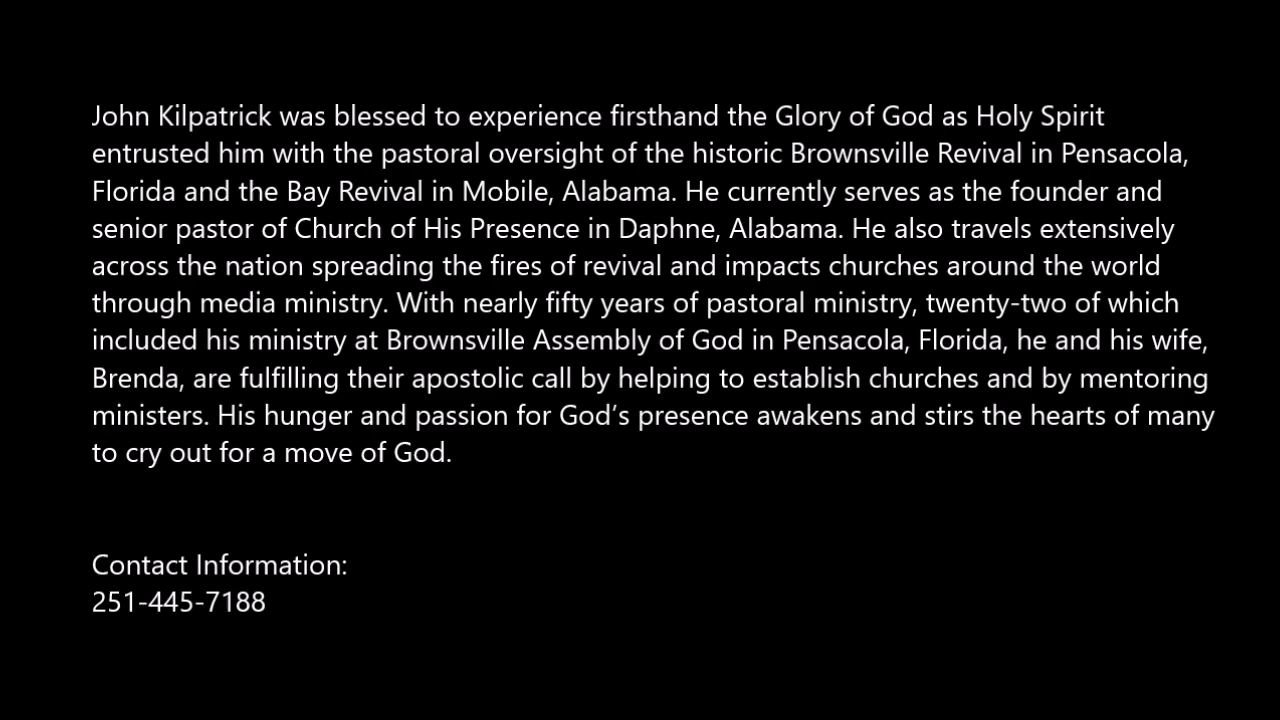 John Kilpatrick was blessed to experience firsthand the Glory of God as Holy Spirit
entrusted him with the pastoral oversight of the historic Brownsville Revival in Pensacola,
Florida and the Bay Revival in Mobile, Alabama. He currently serves as the founder and
senior pastor of Church of His Presence in Daphne, Alabama. He also travels extensively
across the nation spreading the fires of revival and impacts churches around the world
through media ministry. With nearly fifty years of pastoral ministry, twenty-two of which
included his ministry at Brownsville Assembly of God in Pensacola, Florida, he and his wife,
Brenda, are fulfilling their apostolic call by helping to establish churches and by mentoring
ministers. His hunger and passion for God’s presence awakens and stirs the hearts of many
to cry out for a move of God.
Contact Information:
251-445-7188